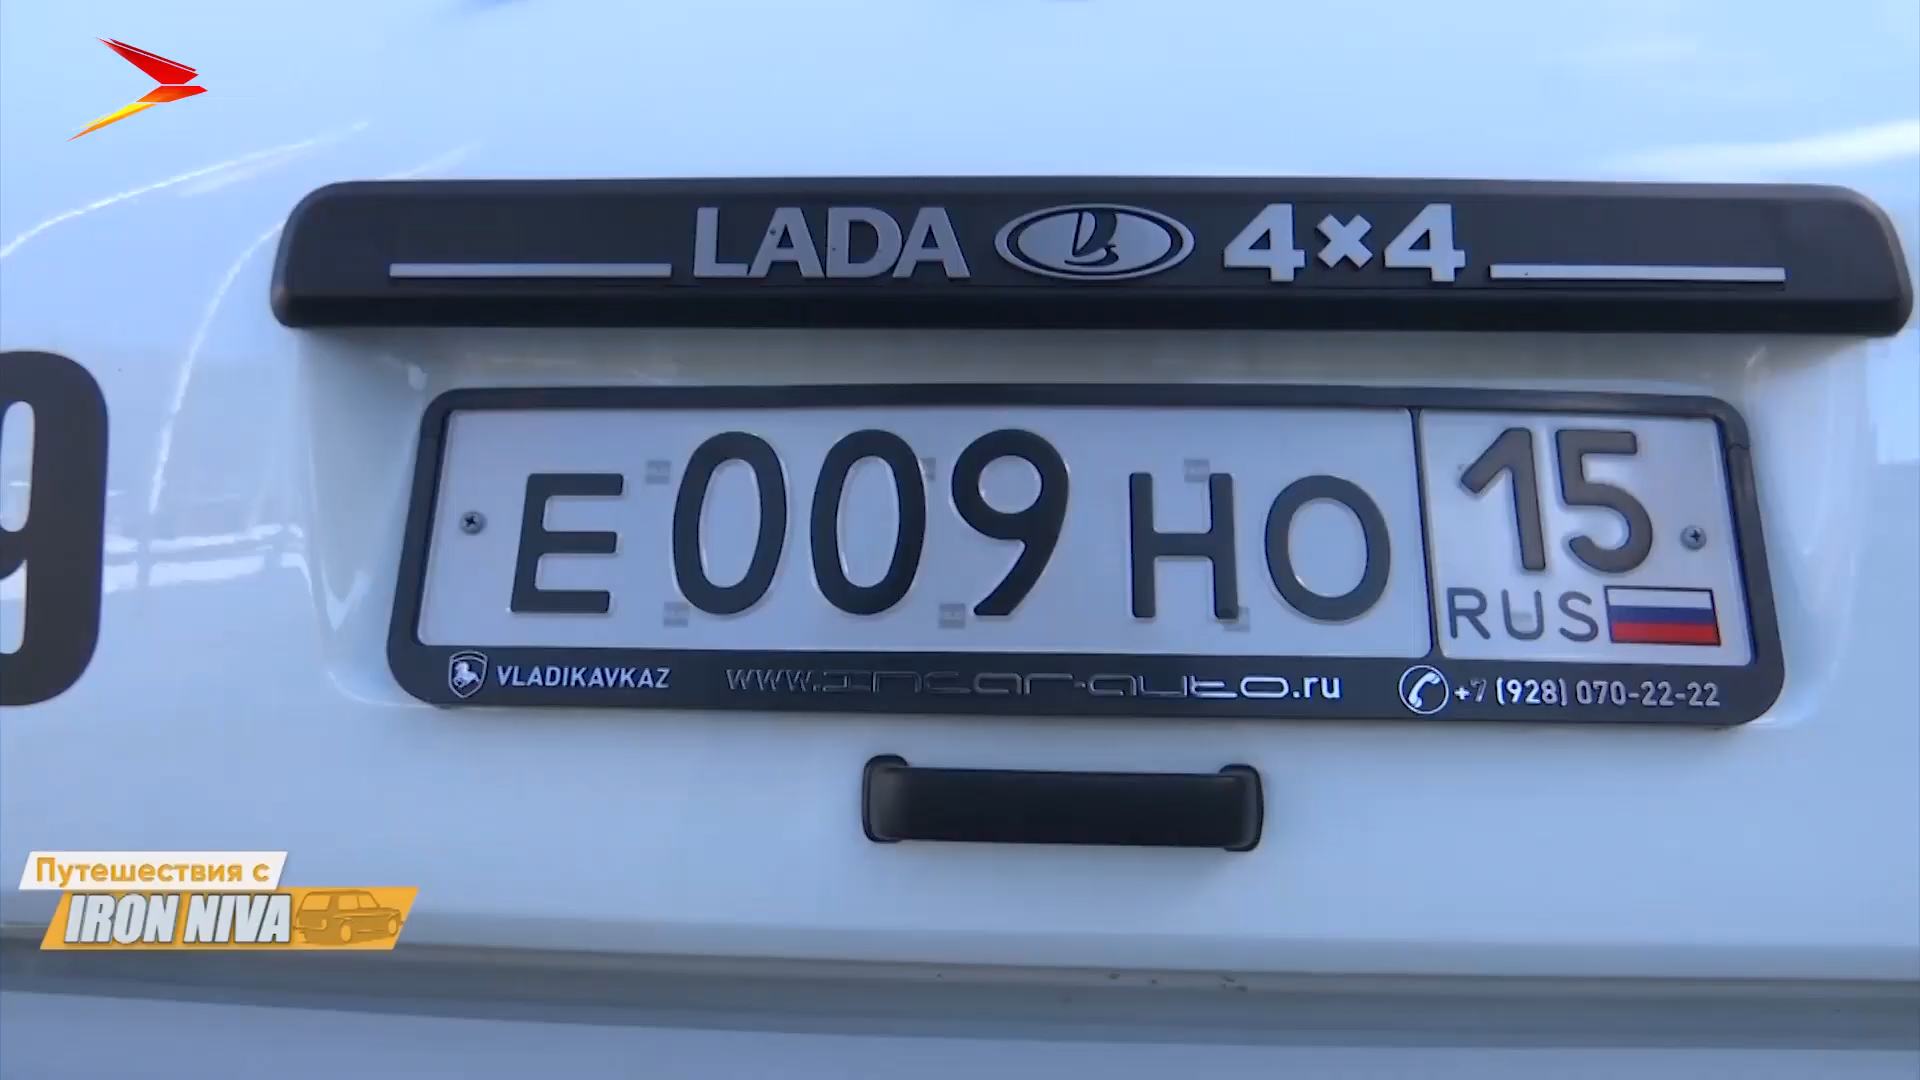 LADA 4×4
9
Е009НО 15
RUS
VLADIKAVKAZ www.incar-auto.ru +7 (928) 070-22-22
Путешествия с
IRON NIVA